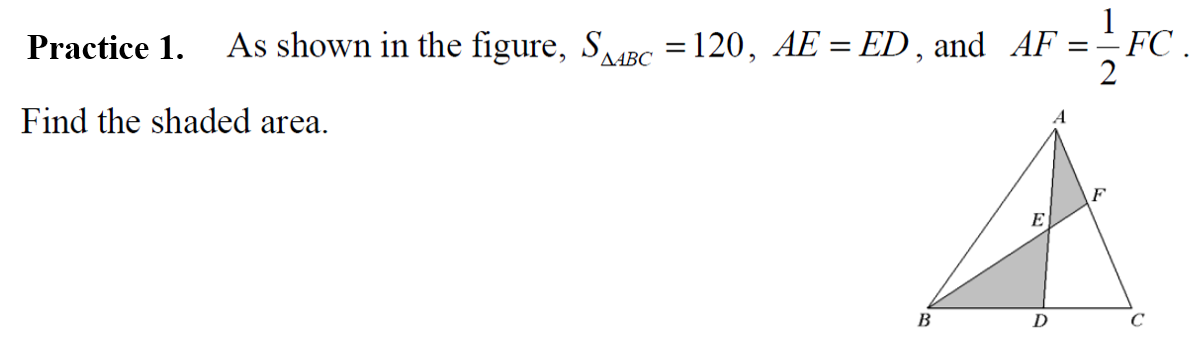 Practice 1. As shown in the figure, S△ABC = 120, AE = ED, and AF = 1/2 FC.
Find the shaded area.
A
F
E
B D C